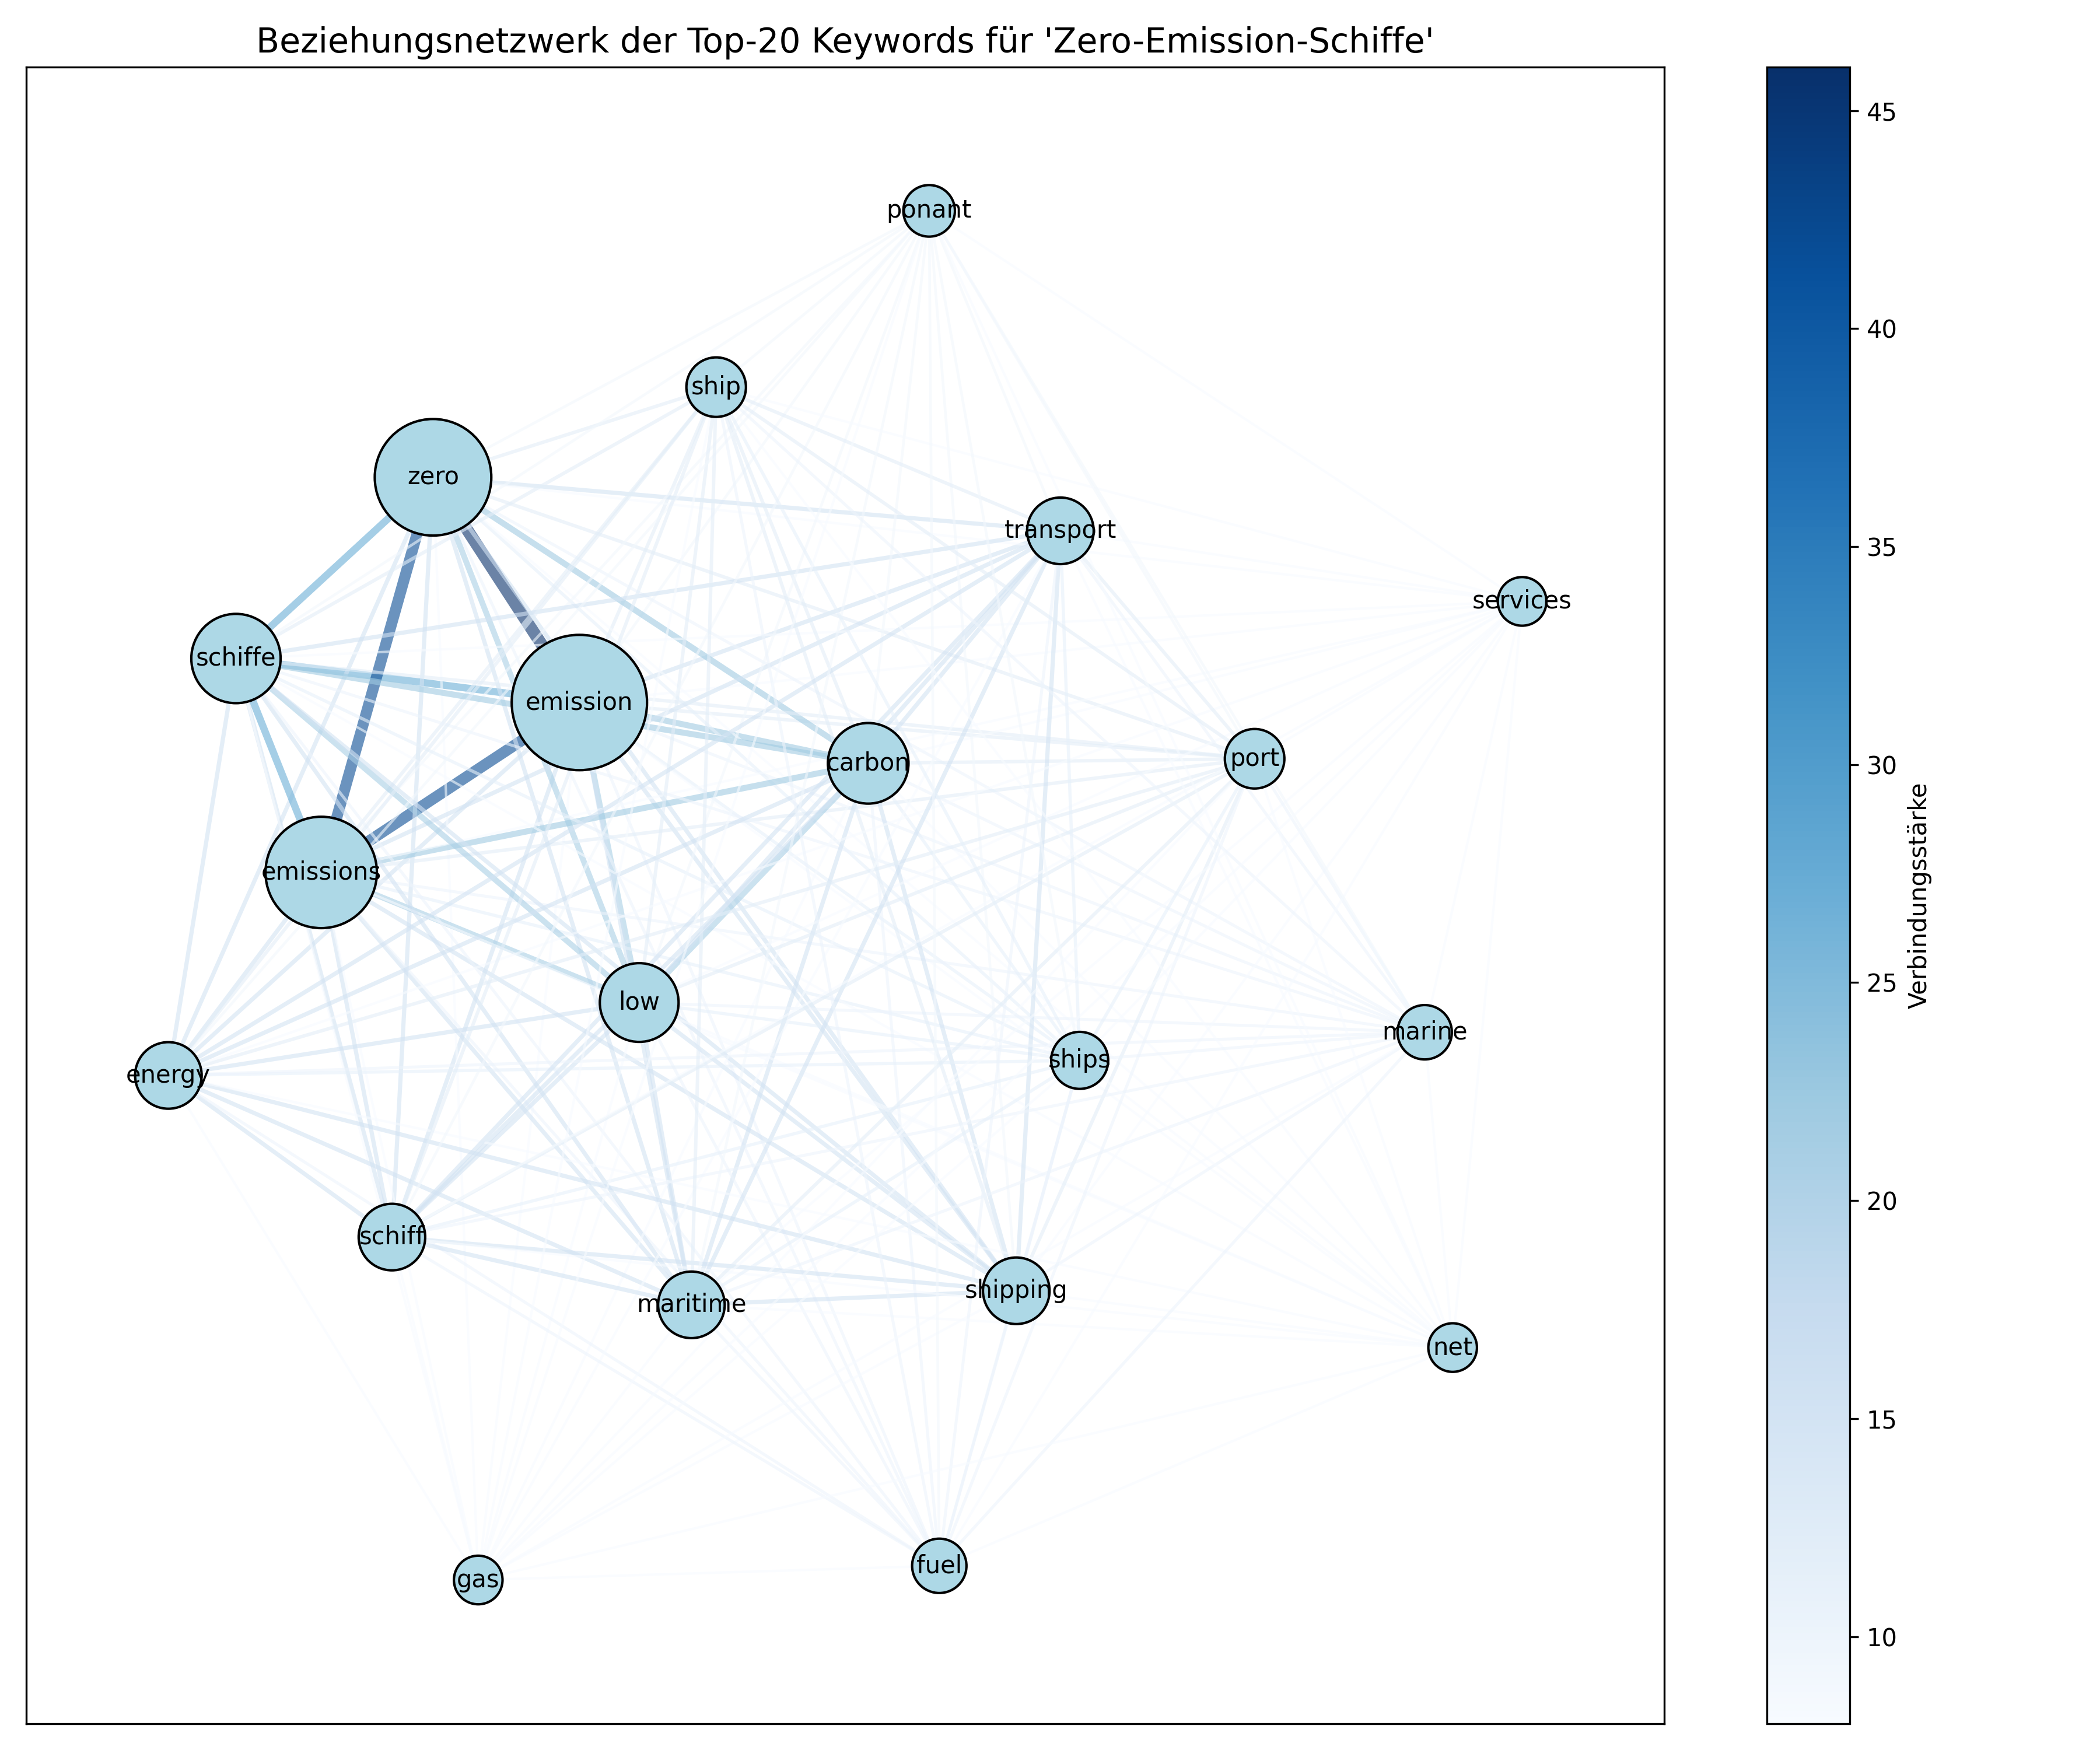 Beziehungsnetzwerk der Top-20 Keywords für 'Zero-Emission-Schiffe'
ponant
ship
zero
transport
services
schiffe
emission
port
carbon
emissions
low
marine
ships
energy
schiff
shipping
maritime
net
fuel
gas
45
40
35
30
25
20
15
10
Verbindungsstärke